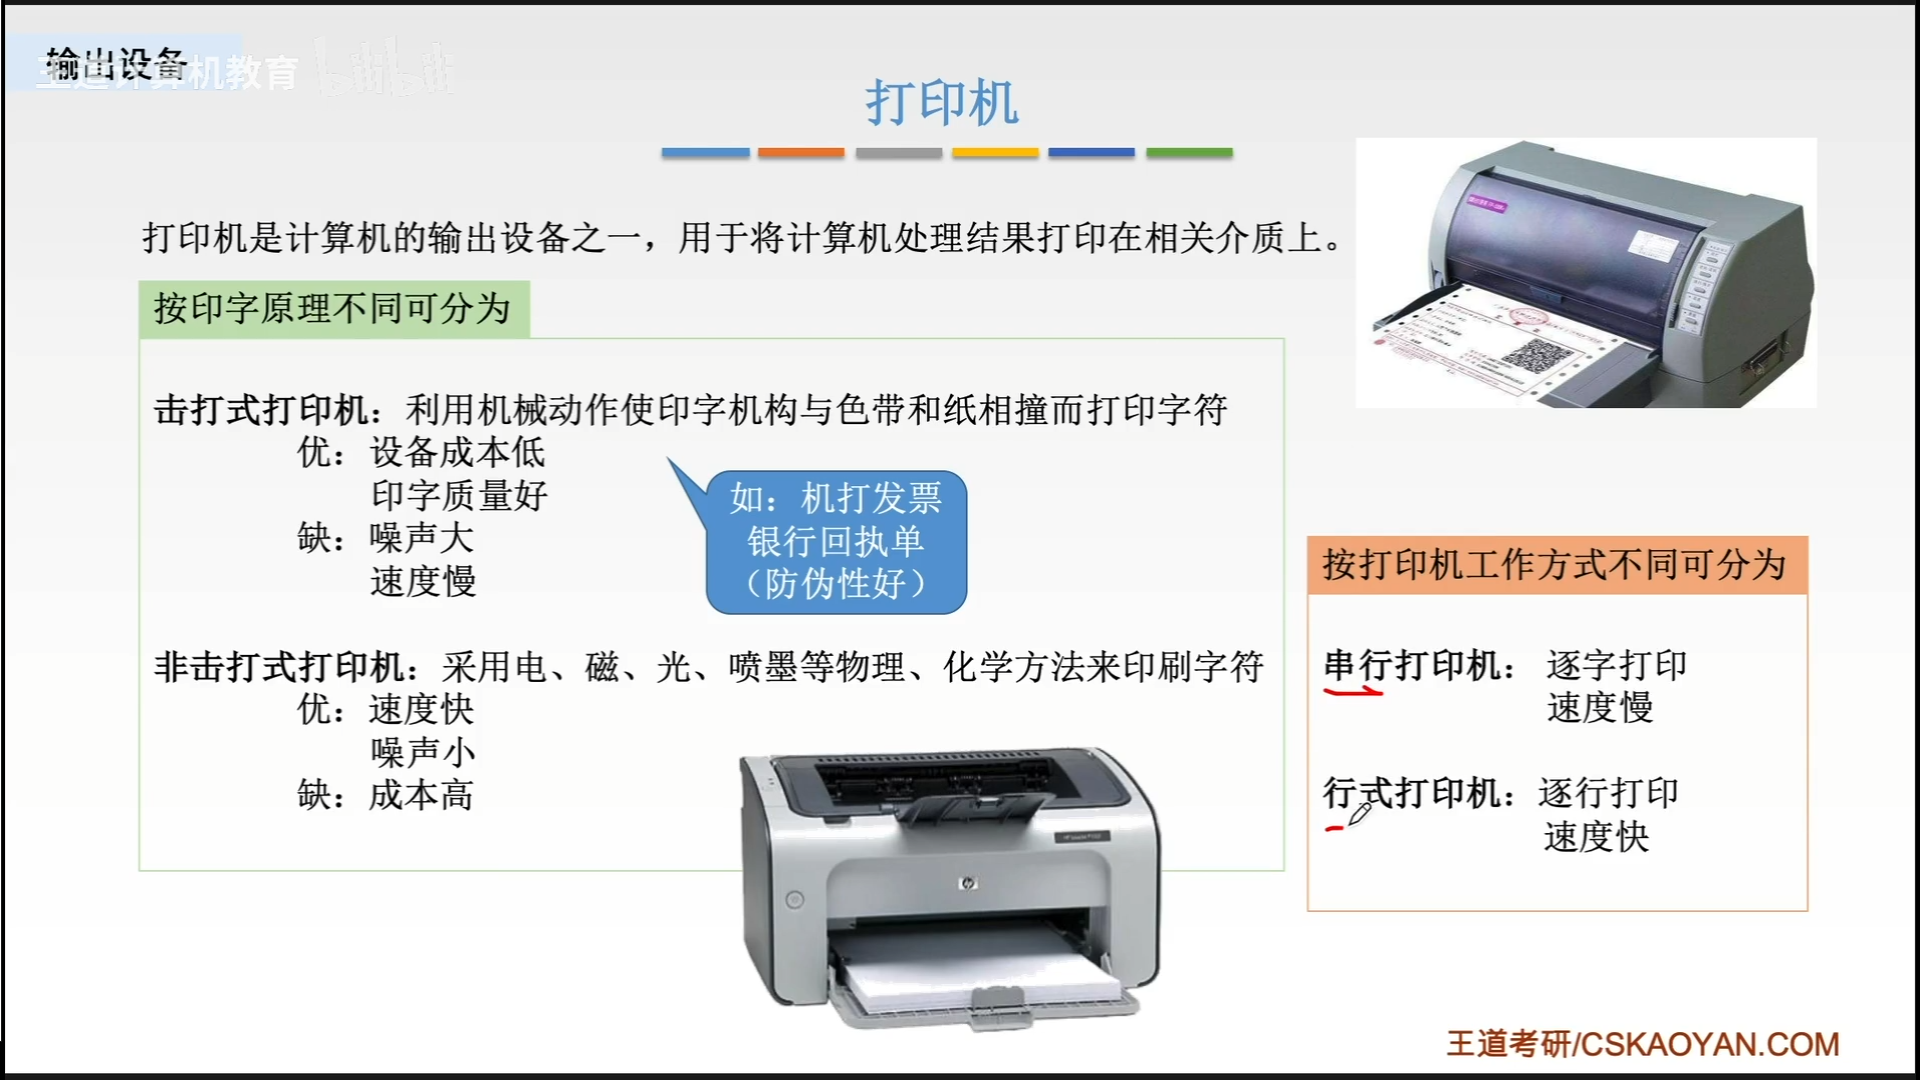 输出设备
王道计算机教育 bilibili
打印机
打印机是计算机的输出设备之一，用于将计算机处理结果打印在相关介质上。
按印字原理不同可分为
击打式打印机：利用机械动作使印字机构与色带和纸相撞而打印字符
优：设备成本低
印字质量好
缺：噪声大
速度慢
如：机打发票
银行回执单
（防伪性好）
非击打式打印机：采用电、磁、光、喷墨等物理、化学方法来印刷字符
优：速度快
噪声小
缺：成本高
按打印机工作方式不同可分为
串行打印机： 逐字打印
速度慢
行式打印机：逐行打印
速度快
hp
王道考研/CSKAOYAN.COM